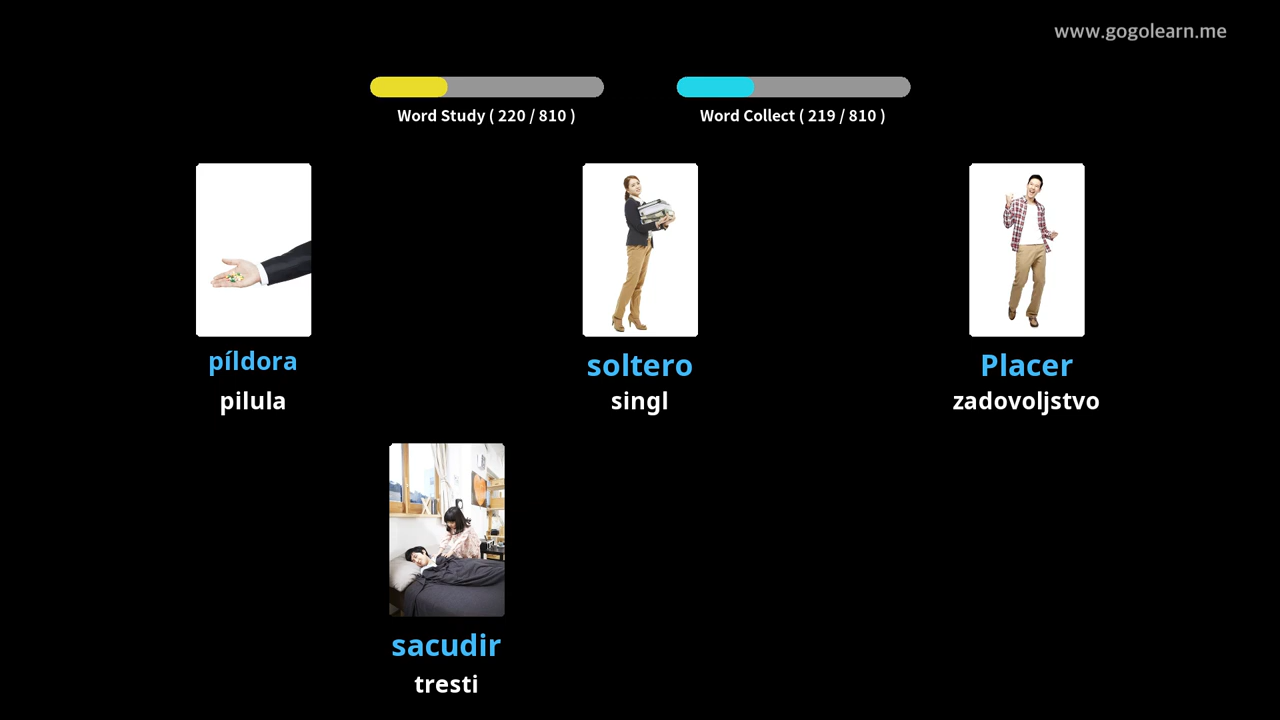 www.gogolearn.me
Word Study ( 220 / 810 )
Word Collect ( 219 / 810 )
píldora
pilula
soltero
singl
Placer
zadovoljstvo
sacudir
tresti